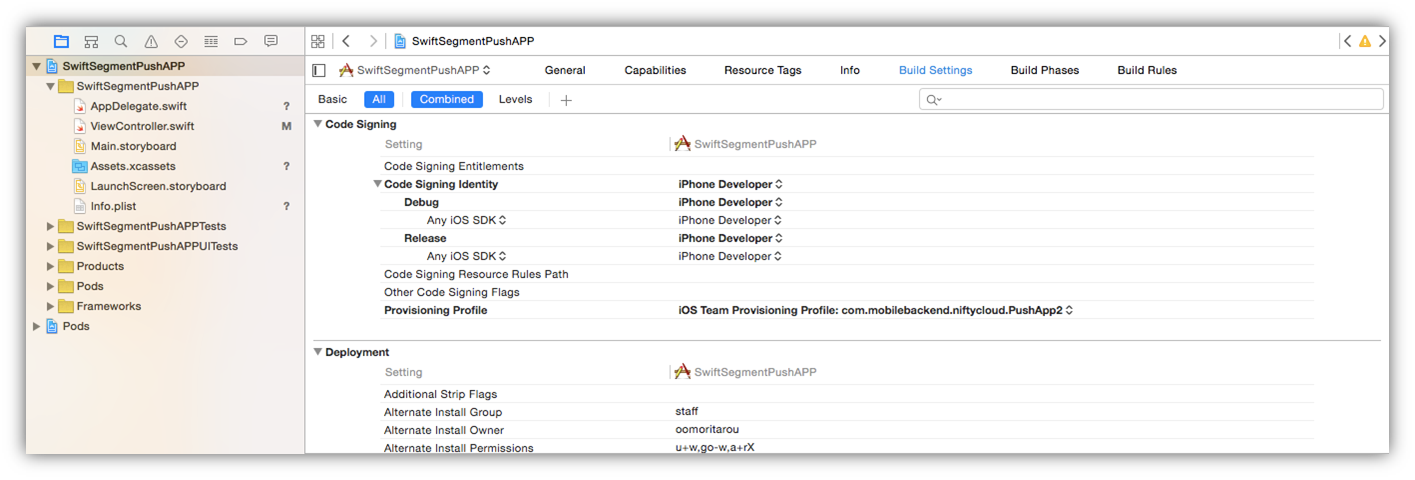 SwiftSegmentPushAPP
SwiftSegmentPushAPP
SwiftSegmentPushAPP
AppDelegate.swift ?
ViewController.swift M
Main.storyboard
Assets.xcassets ?
LaunchScreen.storyboard
Info.plist ?
SwiftSegmentPushAPPTests
SwiftSegmentPushAPPUITests
Products
Pods
Frameworks
Pods
SwiftSegmentPushAPP General Capabilities Resource Tags Info Build Settings Build Phases Build Rules
Basic All Combined Levels
Code Signing
Setting SwiftSegmentPushAPP
Code Signing Entitlements
Code Signing Identity iPhone Developer
Debug iPhone Developer
Any iOS SDK iPhone Developer
Release iPhone Developer
Any iOS SDK iPhone Developer
Code Signing Resource Rules Path
Other Code Signing Flags
Provisioning Profile iOS Team Provisioning Profile: com.mobilebackend.niftycloud.PushApp2
Deployment
Setting SwiftSegmentPushAPP
Additional Strip Flags
Alternate Install Group staff
Alternate Install Owner oomoritarou
Alternate Install Permissions u+w,go-w,a+rX